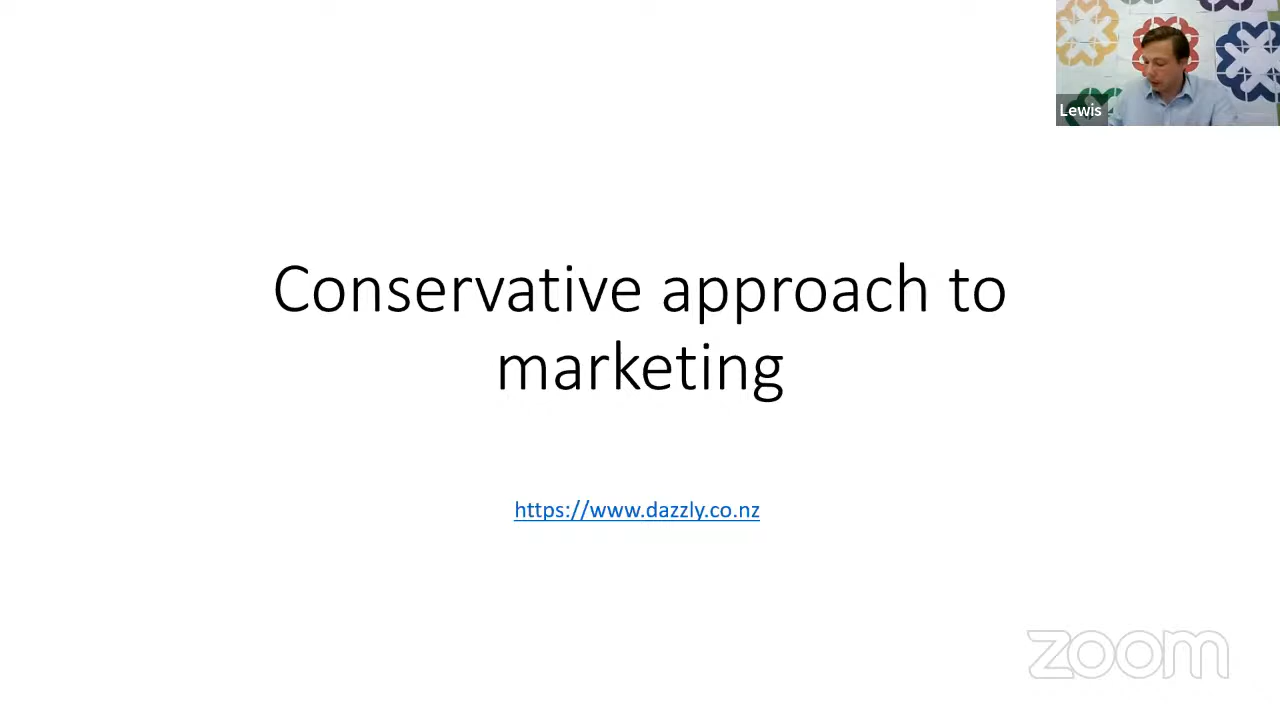 Lewis
Conservative approach to
marketing
https://www.dazzly.co.nz
zoom